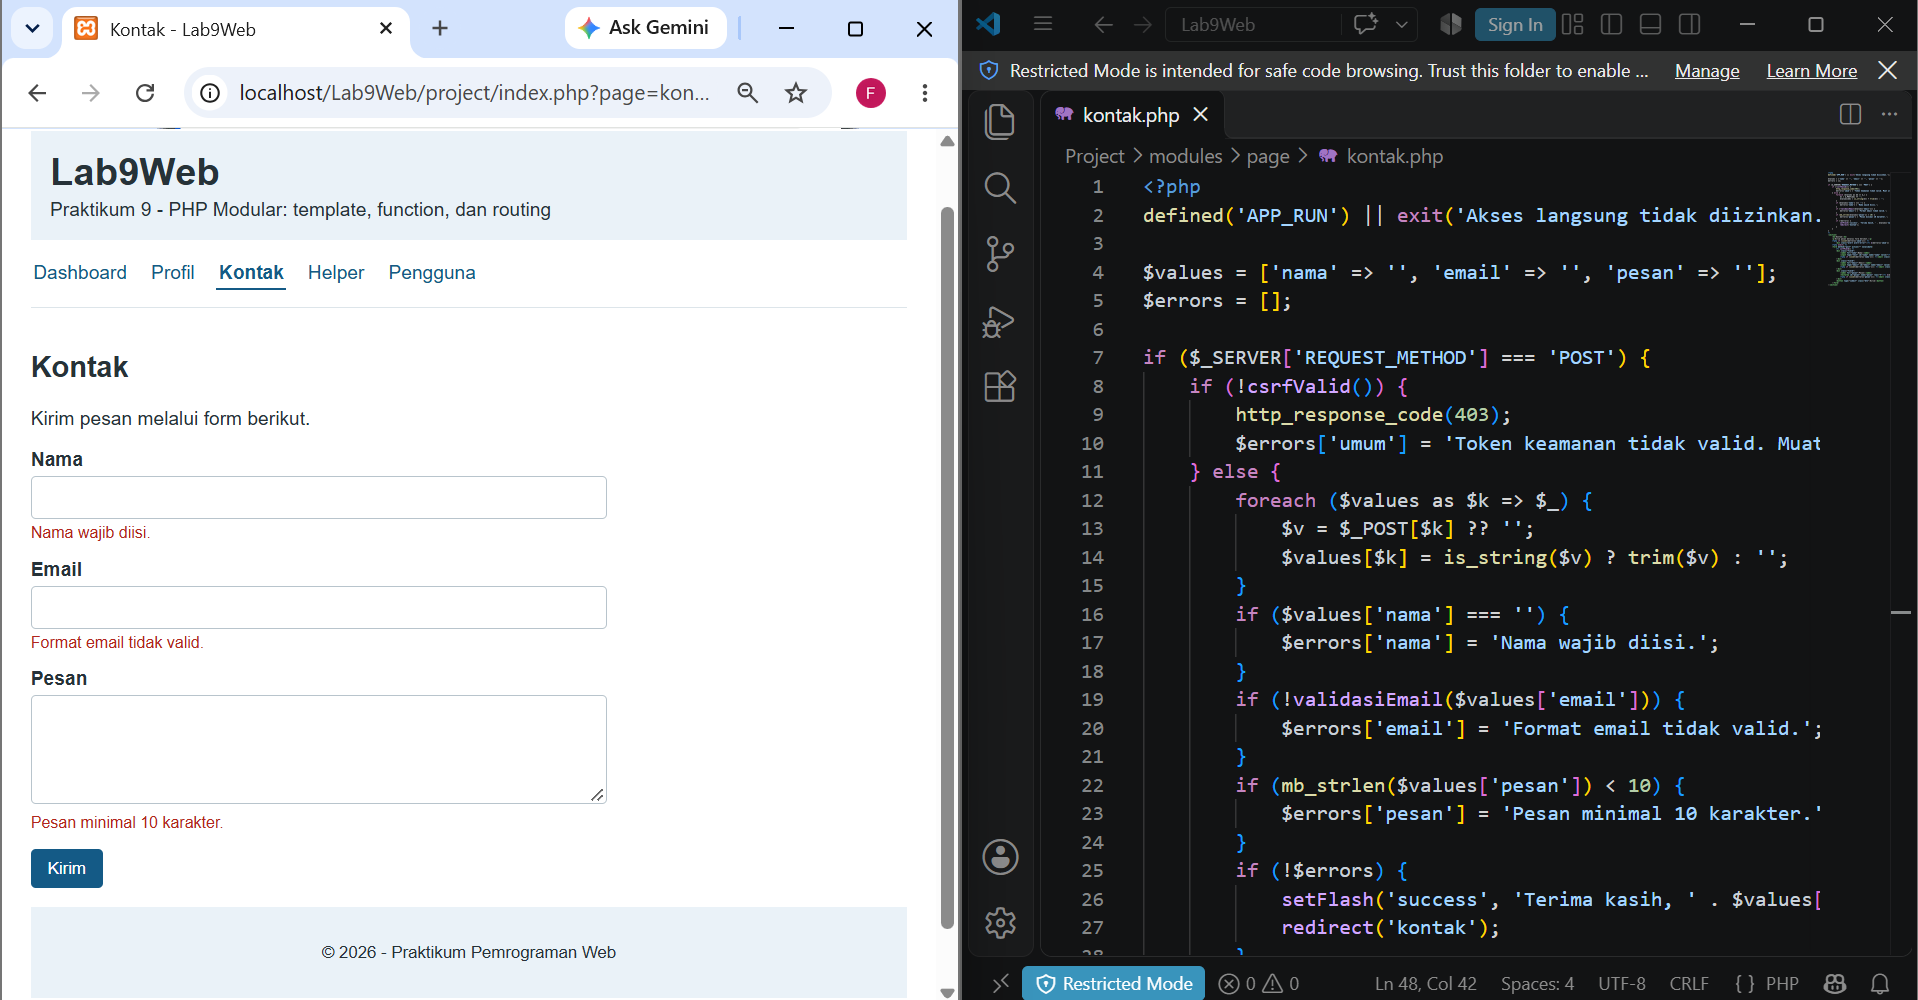 Kontak - Lab9Web
Ask Gemini
localhost/Lab9Web/project/index.php?page=kon...
F
Lab9Web
Praktikum 9 - PHP Modular: template, function, dan routing
Dashboard Profil Kontak Helper Pengguna
Kontak
Kirim pesan melalui form berikut.
Nama
Nama wajib diisi.
Email
Format email tidak valid.
Pesan
Pesan minimal 10 karakter.
Kirim
© 2026 - Praktikum Pemrograman Web
Lab9Web
Sign In
Restricted Mode is intended for safe code browsing. Trust this folder to enable ... Manage Learn More
kontak.php
Project > modules > page > kontak.php
1 <?php
2 defined('APP_RUN') || exit('Akses langsung tidak diizinkan.
3
4 $values = ['nama' => '', 'email' => '', 'pesan' => ''];
5 $errors = [];
6
7 if ($_SERVER['REQUEST_METHOD'] === 'POST') {
8 if (!csrfValid()) {
9 http_response_code(403);
10 $errors['umum'] = 'Token keamanan tidak valid. Muat
11 } else {
12 foreach ($values as $k => $_) {
13 $v = $_POST[$k] ?? '';
14 $values[$k] = is_string($v) ? trim($v) : '';
15 }
16 if ($values['nama'] === '') {
17 $errors['nama'] = 'Nama wajib diisi.';
18 }
19 if (!validasiEmail($values['email'])) {
20 $errors['email'] = 'Format email tidak valid.';
21 }
22 if (mb_strlen($values['pesan']) < 10) {
23 $errors['pesan'] = 'Pesan minimal 10 karakter.'
24 }
25 if (!$errors) {
26 setFlash('success', 'Terima kasih, ' . $values[
27 redirect('kontak');
28 }
Restricted Mode 0 0 Ln 48, Col 42 Spaces: 4 UTF-8 CRLF { } PHP